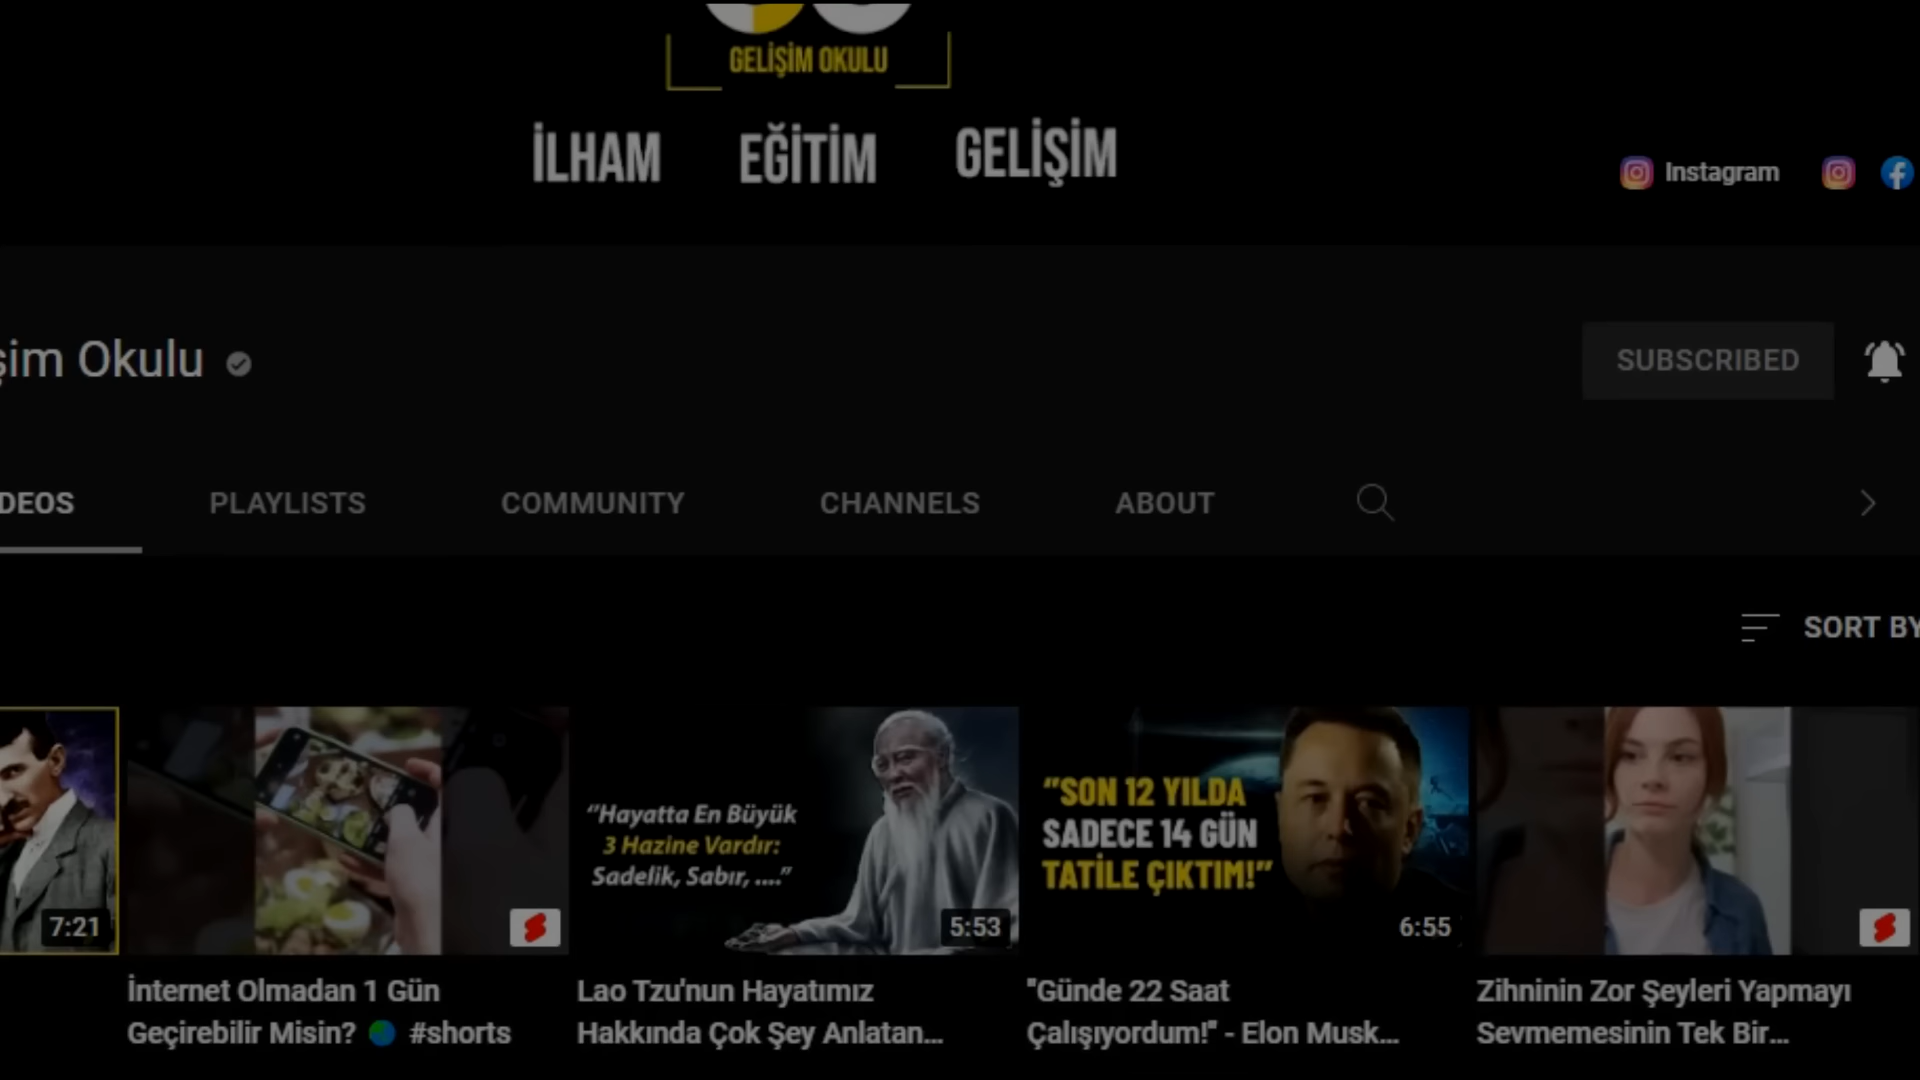 GELİŞİM OKULU
İLHAM EĞİTİM GELİŞİM
Instagram
şim Okulu
SUBSCRIBED
DEOS PLAYLISTS COMMUNITY CHANNELS ABOUT
SORT BY
"Hayatta En Büyük
3 Hazine Vardır:
Sadelik, Sabır, ...."
"SON 12 YILDA
SADECE 14 GÜN
TATİLE ÇIKTIM!"
7:21
5:53
6:55
İnternet Olmadan 1 Gün
Geçirebilir Misin? #shorts
Lao Tzu'nun Hayatımız
Hakkında Çok Şey Anlatan...
"Günde 22 Saat
Çalışıyordum!" - Elon Musk...
Zihninin Zor Şeyleri Yapmayı
Sevmemesinin Tek Bir...